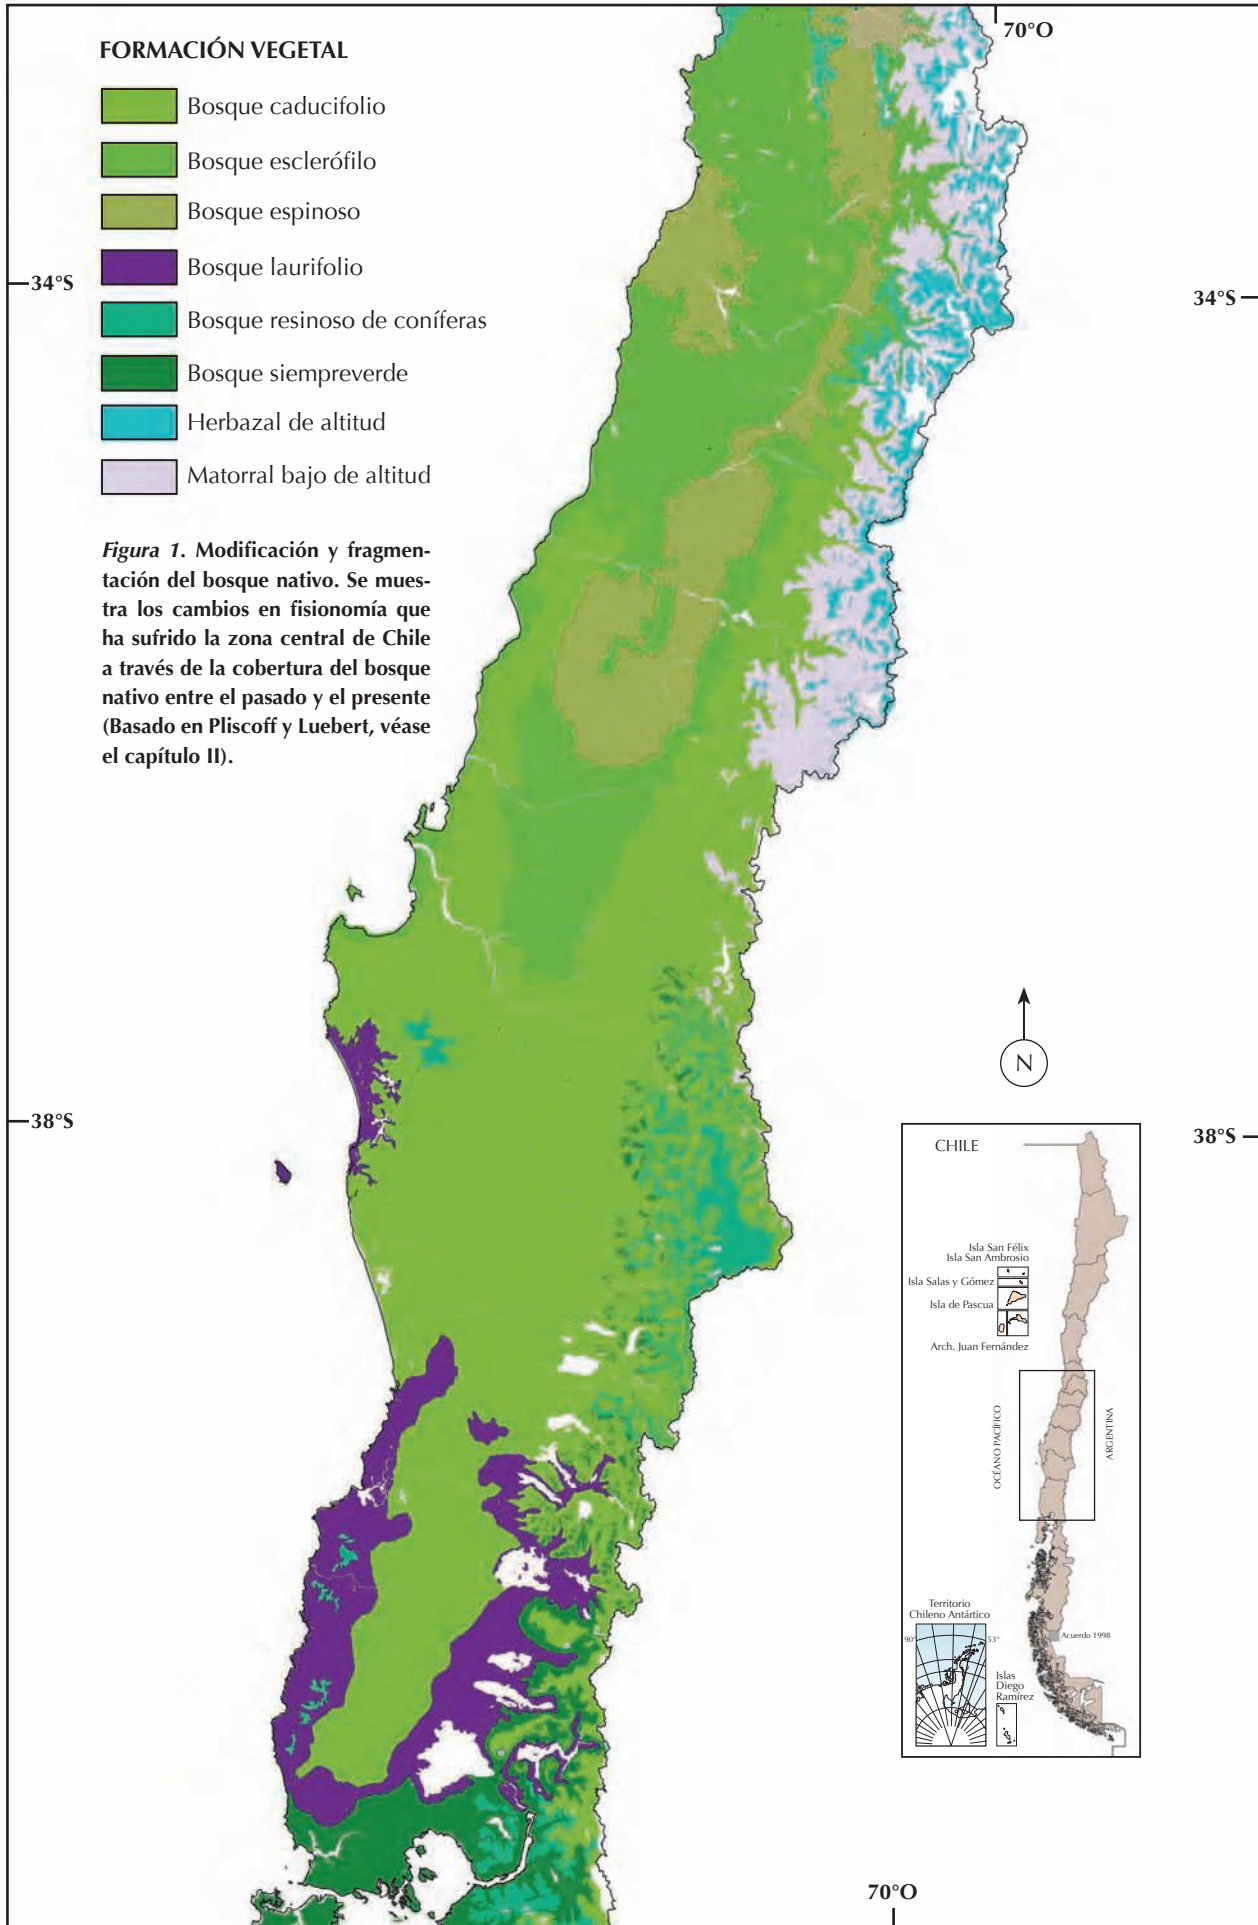 FORMACIÓN VEGETAL
Bosque caducifolio
Bosque esclerófilo
Bosque espinoso
Bosque laurifolio
Bosque resinoso de coníferas
Bosque siempreverde
Herbazal de altitud
Matorral bajo de altitud
Figura 1. Modificación y fragmen-
tación del bosque nativo. Se mues-
tra los cambios en fisionomía que
ha sufrido la zona central de Chile
a través de la cobertura del bosque
nativo entre el pasado y el presente
(Basado en Pliscoff y Luebert, véase
el capítulo II).
70°O
34°S
34°S
38°S
38°S
N
CHILE
Isla San Félix
Isla San Ambrosio
Isla Salas y Gómez
Isla de Pascua
Arch. Juan Fernández
OCÉANO PACÍFICO
ARGENTINA
Territorio
Chileno Antártico
90°
53°
Acuerdo 1998
Islas
Diego
Ramírez
70°O